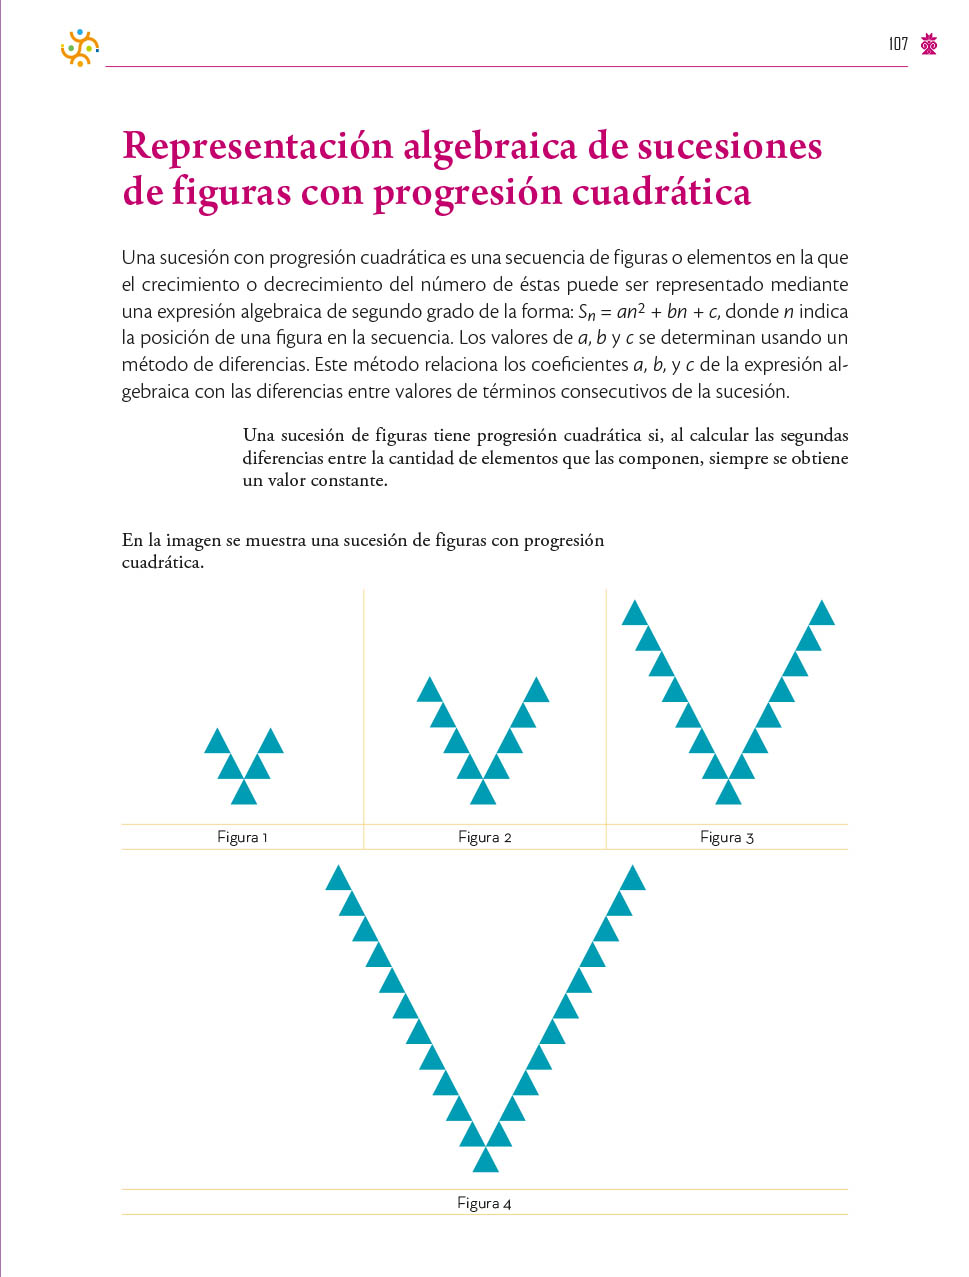 107
Representación algebraica de sucesiones
de figuras con progresión cuadrática
Una sucesión con progresión cuadrática es una secuencia de figuras o elementos en la que
el crecimiento o decrecimiento del número de éstas puede ser representado mediante
una expresión algebraica de segundo grado de la forma: Sₙ = an² + bn + c, donde n indica
la posición de una figura en la secuencia. Los valores de a, b y c se determinan usando un
método de diferencias. Este método relaciona los coeficientes a, b, y c de la expresión al-
gebraica con las diferencias entre valores de términos consecutivos de la sucesión.
Una sucesión de figuras tiene progresión cuadrática si, al calcular las segundas
diferencias entre la cantidad de elementos que las componen, siempre se obtiene
un valor constante.
En la imagen se muestra una sucesión de figuras con progresión
cuadrática.
Figura 1
Figura 2
Figura 3
Figura 4